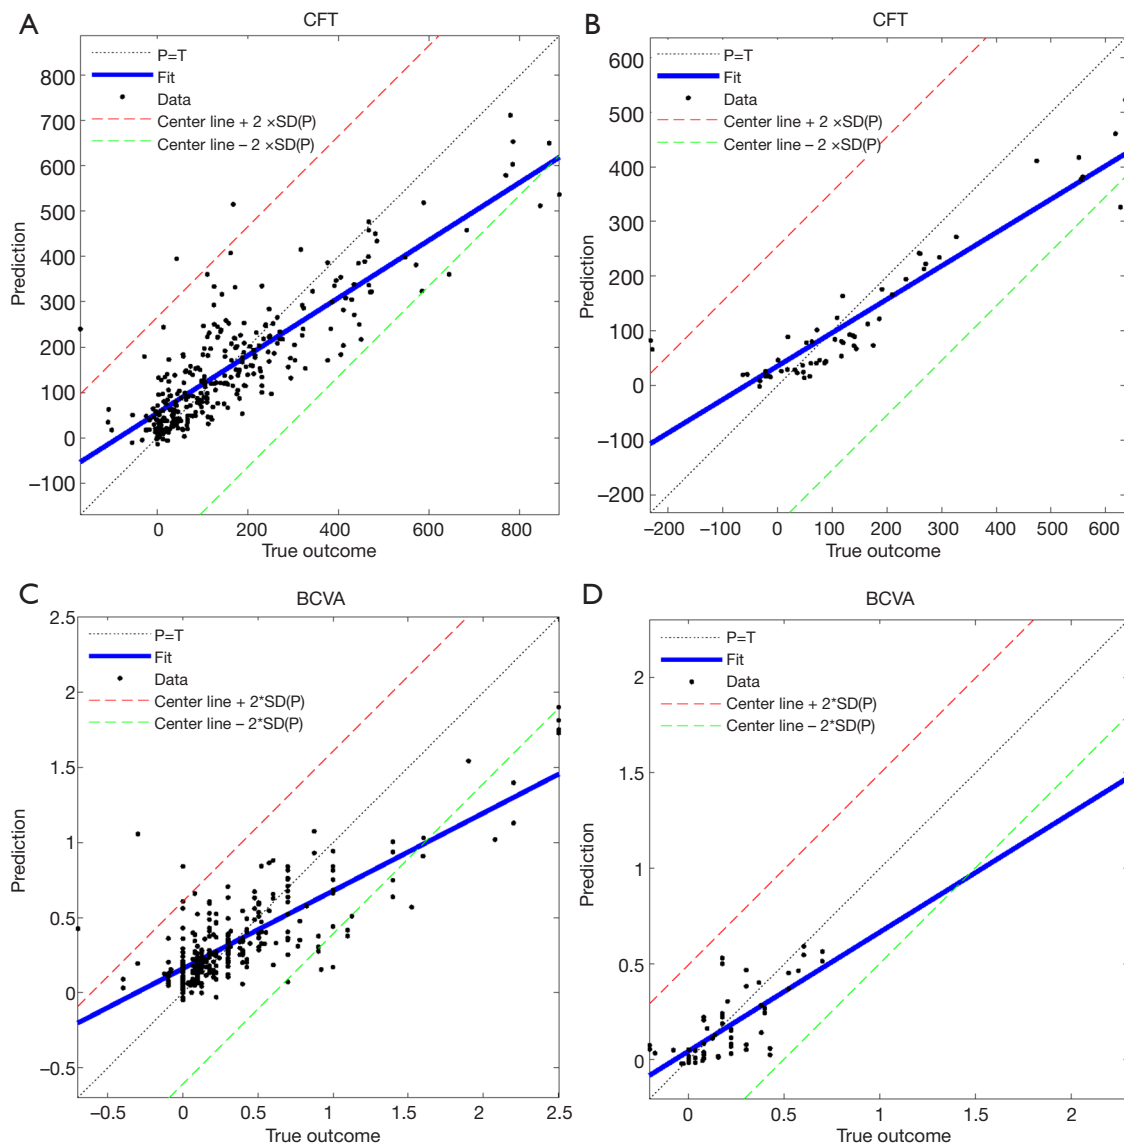 A
CFT
P=T
Fit
Data
Center line + 2 ×SD(P)
Center line – 2 ×SD(P)
800
700
600
500
400
300
200
100
0
−100
Prediction
0 200 400 600 800
True outcome
B
CFT
P=T
Fit
Data
Center line + 2 ×SD(P)
Center line – 2 ×SD(P)
600
500
400
300
200
100
0
−100
−200
Prediction
−200 −100 0 100 200 300 400 500 600
True outcome
C
BCVA
P=T
Fit
Data
Center line + 2*SD(P)
Center line – 2*SD(P)
2.5
2
1.5
1
0.5
0
−0.5
Prediction
−0.5 0 0.5 1 1.5 2 2.5
True outcome
D
BCVA
P=T
Fit
Data
Center line + 2*SD(P)
Center line – 2*SD(P)
2
1.5
1
0.5
0
Prediction
0 0.5 1 1.5 2
True outcome